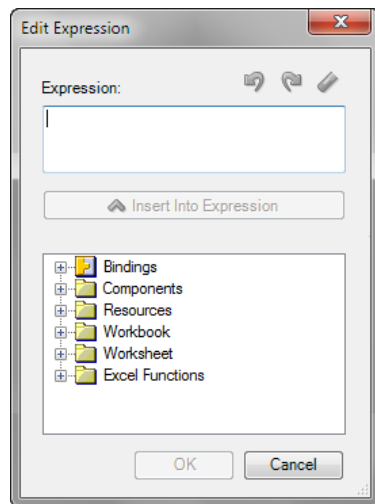 Edit Expression
Expression:
Insert Into Expression
Bindings
Components
Resources
Workbook
Worksheet
Excel Functions
OK
Cancel